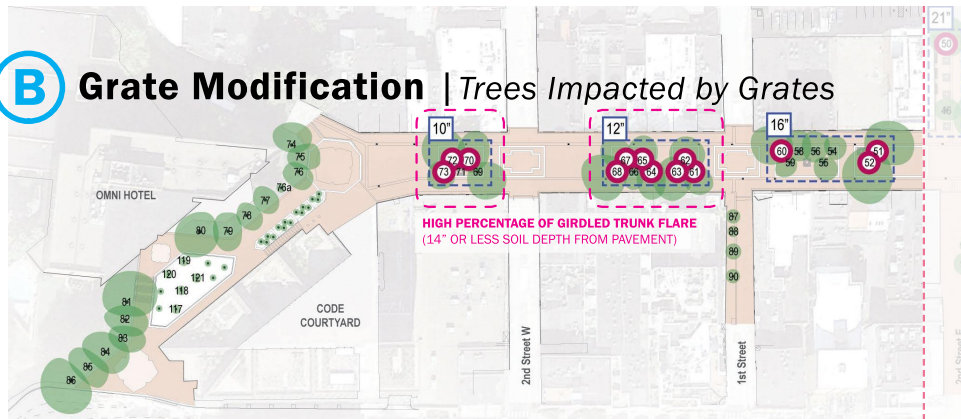 B Grate Modification | Trees Impacted by Grates
21"
50
46
10"
12"
16"
74
75
76
76a
77
78
79
80
OMNI HOTEL
72 70
73 71 69
67 65 62
68 66 64 63 61
60 58 56 54 51
59 55 52
HIGH PERCENTAGE OF GIRDLED TRUNK FLARE
(14" OR LESS SOIL DEPTH FROM PAVEMENT)
87
88
89
90
119
120 121
118
117
81
82
83
84
85
86
CODE
COURTYARD
2nd Street W
1st Street
2nd Street E